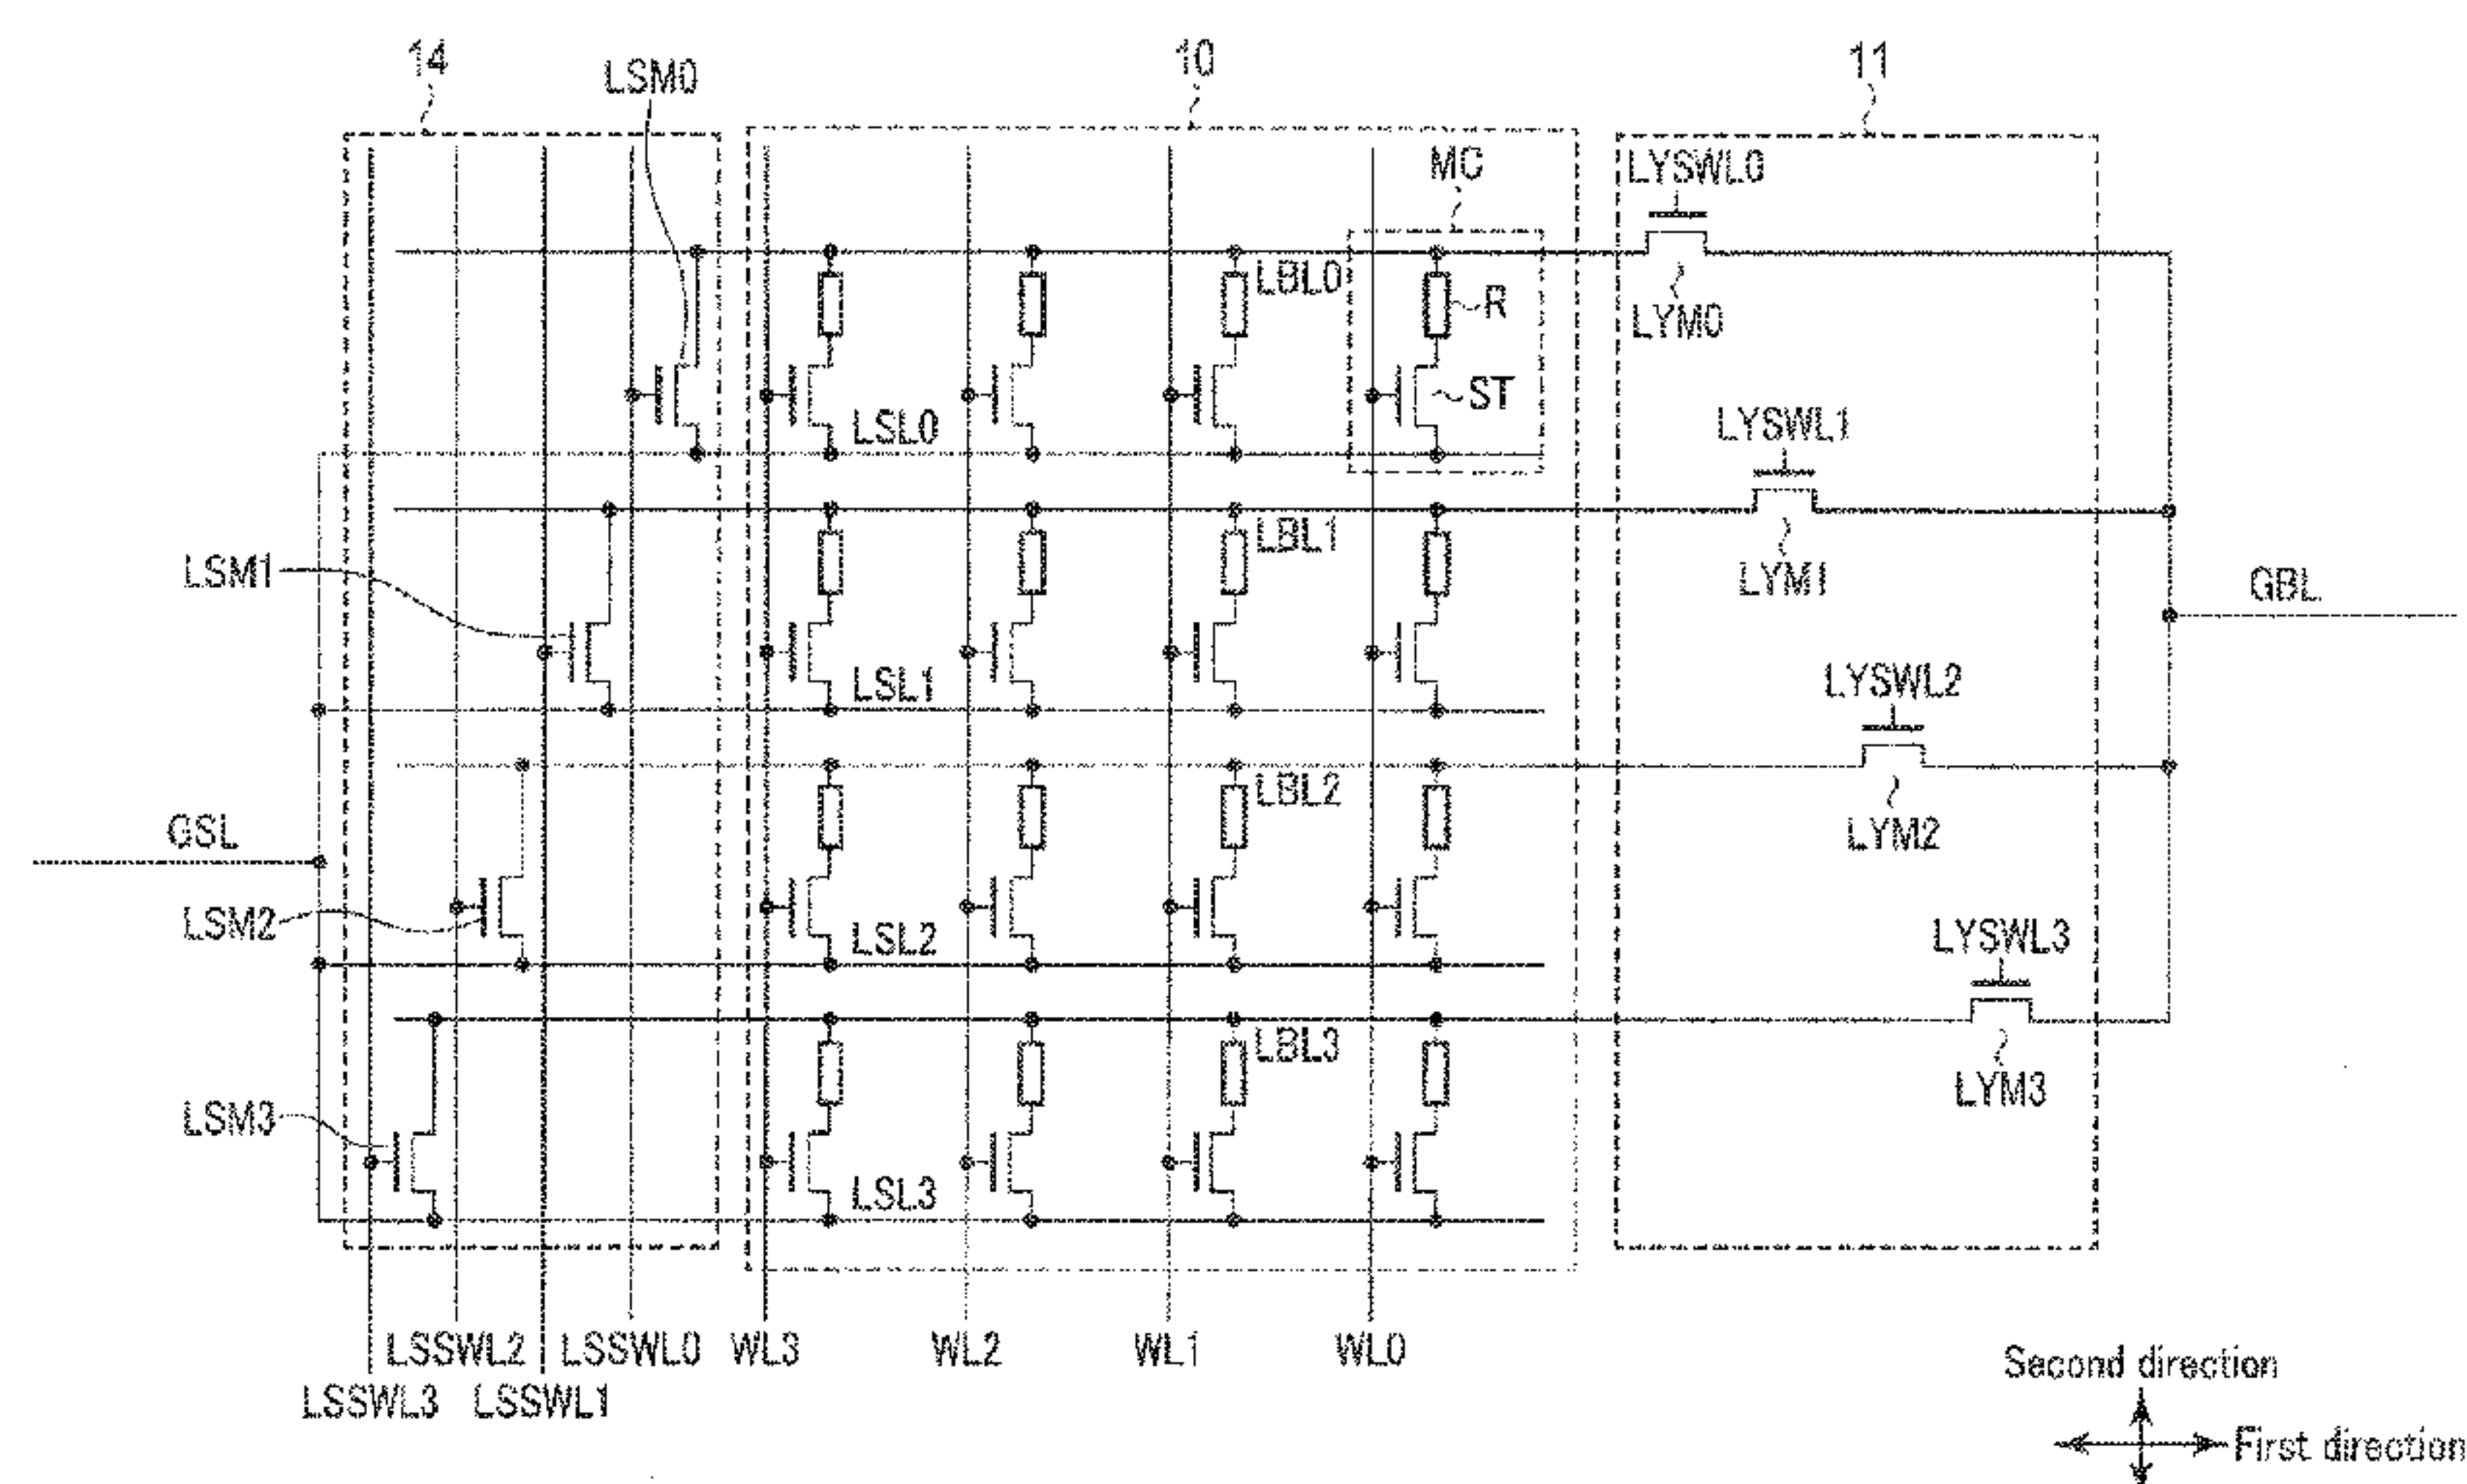 14
10
11
LSM0
MC
LYSWL0
LBL0
R
LYM0
ST
LSL0
LYSWL1
LBL1
LSM1
LYM1
GBL
LSL1
LYSWL2
LBL2
GSL
LYM2
LSM2
LSL2
LYSWL3
LBL3
LYM3
LSM3
LSL3
LSSWL2 LSSWL0 WL3 WL2 WL1 WL0
LSSWL3 LSSWL1
Second direction
First direction